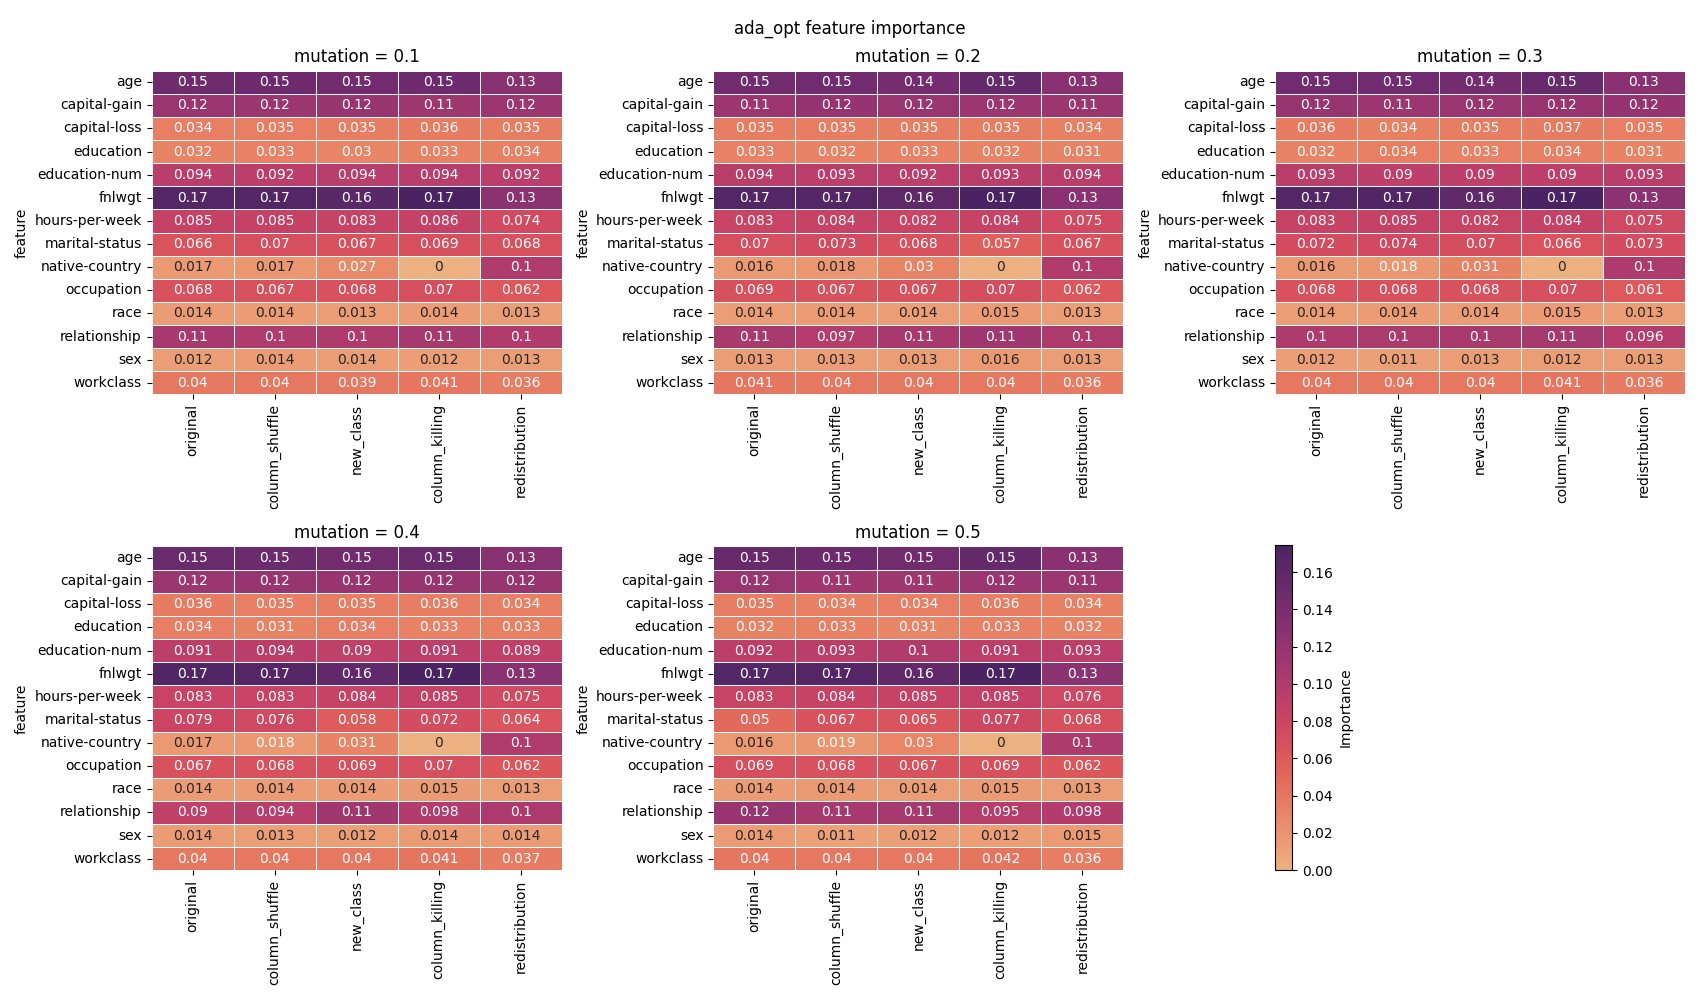 ada_opt feature importance
mutation = 0.1
feature
age 0.15 0.15 0.15 0.15 0.13
capital-gain 0.12 0.12 0.12 0.11 0.12
capital-loss 0.034 0.035 0.035 0.036 0.035
education 0.032 0.033 0.03 0.033 0.034
education-num 0.094 0.092 0.094 0.094 0.092
fnlwgt 0.17 0.17 0.16 0.17 0.13
hours-per-week 0.085 0.085 0.083 0.086 0.074
marital-status 0.066 0.07 0.067 0.069 0.068
native-country 0.017 0.017 0.027 0 0.1
occupation 0.068 0.067 0.068 0.07 0.062
race 0.014 0.014 0.013 0.014 0.013
relationship 0.11 0.1 0.1 0.11 0.1
sex 0.012 0.014 0.014 0.012 0.013
workclass 0.04 0.04 0.039 0.041 0.036
original column_shuffle new_class column_killing redistribution
mutation = 0.2
feature
age 0.15 0.15 0.14 0.15 0.13
capital-gain 0.11 0.12 0.12 0.12 0.11
capital-loss 0.035 0.035 0.035 0.035 0.034
education 0.033 0.032 0.033 0.032 0.031
education-num 0.094 0.093 0.092 0.093 0.094
fnlwgt 0.17 0.17 0.16 0.17 0.13
hours-per-week 0.083 0.084 0.082 0.084 0.075
marital-status 0.07 0.073 0.068 0.057 0.067
native-country 0.016 0.018 0.03 0 0.1
occupation 0.069 0.067 0.067 0.07 0.062
race 0.014 0.014 0.014 0.015 0.013
relationship 0.11 0.097 0.11 0.11 0.1
sex 0.013 0.013 0.013 0.016 0.013
workclass 0.041 0.04 0.04 0.04 0.036
original column_shuffle new_class column_killing redistribution
mutation = 0.3
feature
age 0.15 0.15 0.14 0.15 0.13
capital-gain 0.12 0.11 0.12 0.12 0.12
capital-loss 0.036 0.034 0.035 0.037 0.035
education 0.032 0.034 0.033 0.034 0.031
education-num 0.093 0.09 0.09 0.09 0.093
fnlwgt 0.17 0.17 0.16 0.17 0.13
hours-per-week 0.083 0.085 0.082 0.084 0.075
marital-status 0.072 0.074 0.07 0.066 0.073
native-country 0.016 0.018 0.031 0 0.1
occupation 0.068 0.068 0.068 0.07 0.061
race 0.014 0.014 0.014 0.015 0.013
relationship 0.1 0.1 0.1 0.11 0.096
sex 0.012 0.011 0.013 0.012 0.013
workclass 0.04 0.04 0.04 0.041 0.036
original column_shuffle new_class column_killing redistribution
mutation = 0.4
feature
age 0.15 0.15 0.15 0.15 0.13
capital-gain 0.12 0.12 0.12 0.12 0.12
capital-loss 0.036 0.035 0.035 0.036 0.034
education 0.034 0.031 0.034 0.033 0.033
education-num 0.091 0.094 0.09 0.091 0.089
fnlwgt 0.17 0.17 0.16 0.17 0.13
hours-per-week 0.083 0.083 0.084 0.085 0.075
marital-status 0.079 0.076 0.058 0.072 0.064
native-country 0.017 0.018 0.031 0 0.1
occupation 0.067 0.068 0.069 0.07 0.062
race 0.014 0.014 0.014 0.015 0.013
relationship 0.09 0.094 0.11 0.098 0.1
sex 0.014 0.013 0.012 0.014 0.014
workclass 0.04 0.04 0.04 0.041 0.037
original column_shuffle new_class column_killing redistribution
mutation = 0.5
feature
age 0.15 0.15 0.15 0.15 0.13
capital-gain 0.12 0.11 0.11 0.12 0.11
capital-loss 0.035 0.034 0.034 0.036 0.034
education 0.032 0.033 0.031 0.033 0.032
education-num 0.092 0.093 0.1 0.091 0.093
fnlwgt 0.17 0.17 0.16 0.17 0.13
hours-per-week 0.083 0.084 0.085 0.085 0.076
marital-status 0.05 0.067 0.065 0.077 0.068
native-country 0.016 0.019 0.03 0 0.1
occupation 0.069 0.068 0.067 0.069 0.062
race 0.014 0.014 0.014 0.015 0.013
relationship 0.12 0.11 0.11 0.095 0.098
sex 0.014 0.011 0.012 0.012 0.015
workclass 0.04 0.04 0.04 0.042 0.036
original column_shuffle new_class column_killing redistribution
0.16
0.14
0.12
0.10
0.08
0.06
0.04
0.02
0.00
Importance